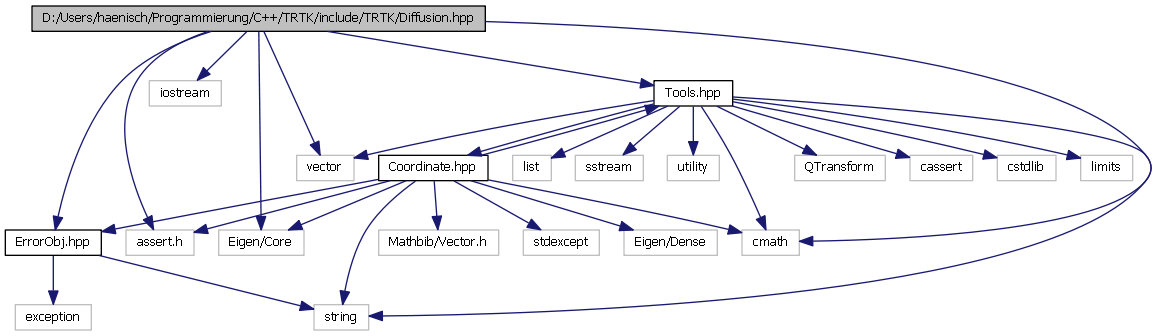 D:/Users/haenisch/Programmierung/C++/TRTK/include/TRTK/Diffusion.hpp
iostream
Tools.hpp
vector
Coordinate.hpp
list
sstream
utility
QTransform
cassert
cstdlib
limits
ErrorObj.hpp
assert.h
Eigen/Core
Mathbib/Vector.h
stdexcept
Eigen/Dense
cmath
exception
string